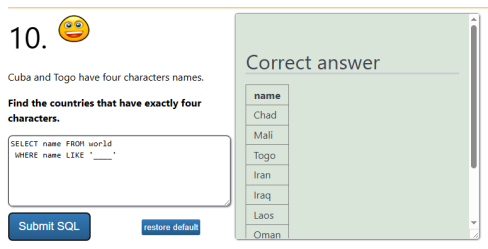 10.
Cuba and Togo have four characters names.
Find the countries that have exactly four
characters.
SELECT name FROM world
WHERE name LIKE '____'
Submit SQL
restore default
Correct answer
name
Chad
Mali
Togo
Iran
Iraq
Laos
Oman